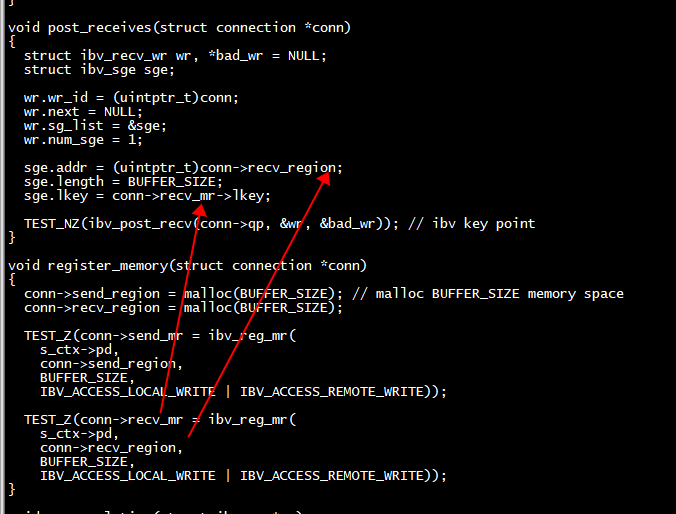 }
void post_receives(struct connection *conn)
{
  struct ibv_recv_wr wr, *bad_wr = NULL;
  struct ibv_sge sge;

  wr.wr_id = (uintptr_t)conn;
  wr.next = NULL;
  wr.sg_list = &sge;
  wr.num_sge = 1;

  sge.addr = (uintptr_t)conn->recv_region;
  sge.length = BUFFER_SIZE;
  sge.lkey = conn->recv_mr->lkey;

  TEST_NZ(ibv_post_recv(conn->qp, &wr, &bad_wr)); // ibv key point
}

void register_memory(struct connection *conn)
{
  conn->send_region = malloc(BUFFER_SIZE); // malloc BUFFER_SIZE memory space
  conn->recv_region = malloc(BUFFER_SIZE);

  TEST_Z(conn->send_mr = ibv_reg_mr(
    s_ctx->pd,
    conn->send_region,
    BUFFER_SIZE,
    IBV_ACCESS_LOCAL_WRITE | IBV_ACCESS_REMOTE_WRITE));

  TEST_Z(conn->recv_mr = ibv_reg_mr(
    s_ctx->pd,
    conn->recv_region,
    BUFFER_SIZE,
    IBV_ACCESS_LOCAL_WRITE | IBV_ACCESS_REMOTE_WRITE));
}